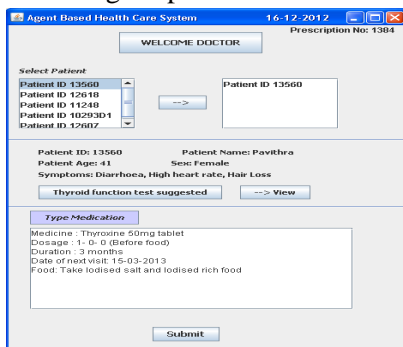 Agent Based Health Care System 16-12-2012
Prescription No: 1384
WELCOME DOCTOR
Select Patient
Patient ID 13560
Patient ID 12618
Patient ID 11248
Patient ID 10293D1
Patient ID 12607
-->
Patient ID 13560
Patient ID: 13560 Patient Name: Pavithra
Patient Age: 41 Sex: Female
Symptoms: Diarrhoea, High heart rate, Hair Loss
Thyroid function test suggested --> View
Type Medication
Medicine : Thyroxine 50mg tablet
Dosage : 1- 0- 0 (Before food)
Duration : 3 months
Date of next visit: 15-03-2013
Food: Take Iodised salt and Iodised rich food
Submit